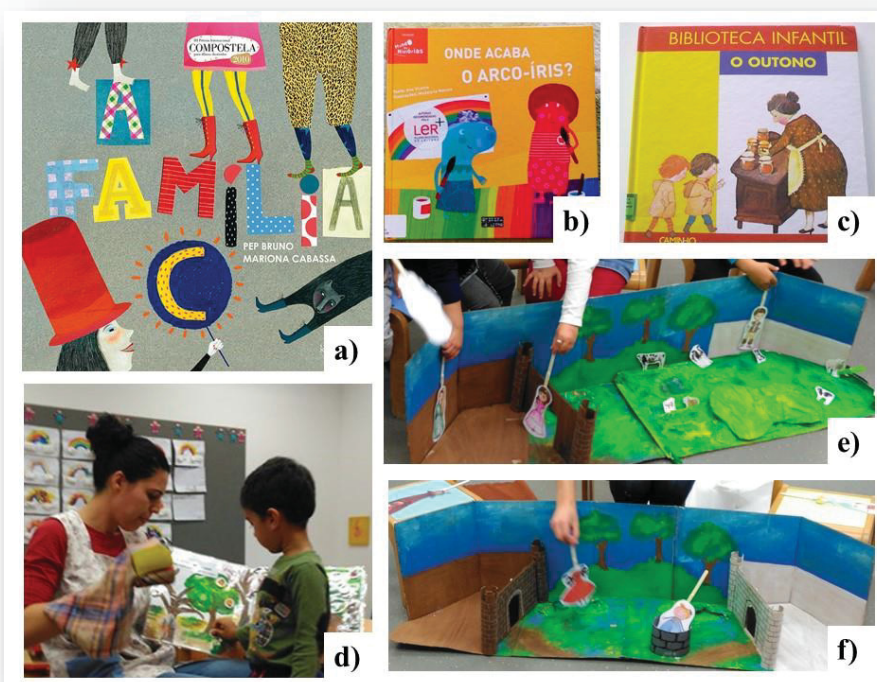 COMPOSTELA
2010
A
FAMíLiA
PEP BRUNO
MARIONA CABASSA
C
a)
ONDE ACABA
O ARCO-ÍRIS?
LER+
b)
BIBLIOTECA INFANTIL
O OUTONO
CAMINHO
c)
d)
e)
f)